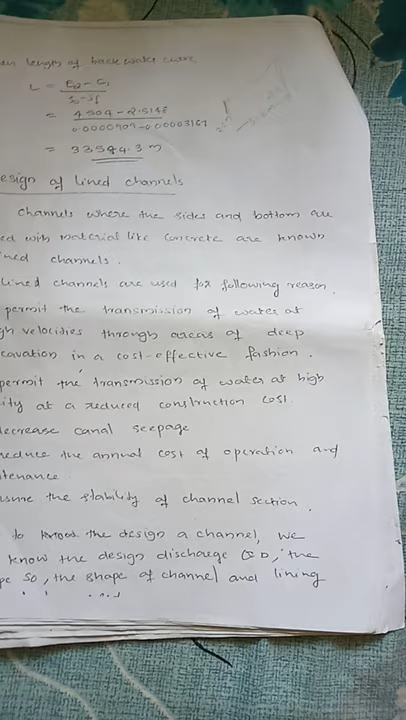 length of back water curve
L = E2 - E1
S0 - Sf
= 4.504 - 2.5148
0.0000909 - 0.00003167
= 33594.3 m
esign of lined channels
channels where the sides and bottom are
ed with material like concrete are known
ined channels.
lined channels are used for following reason.
permit the transmission of water at
gh velocities through areas of deep
cavation in a cost-effective fashion.
permit the transmission of water at high
ity at a reduced construction cost.
decrease canal seepage
reduce the annual cost of operation and
tenance
sure the stability of channel section.
to know the design a channel, we
know the design discharge QD, the
pe so, the shape of channel and lining